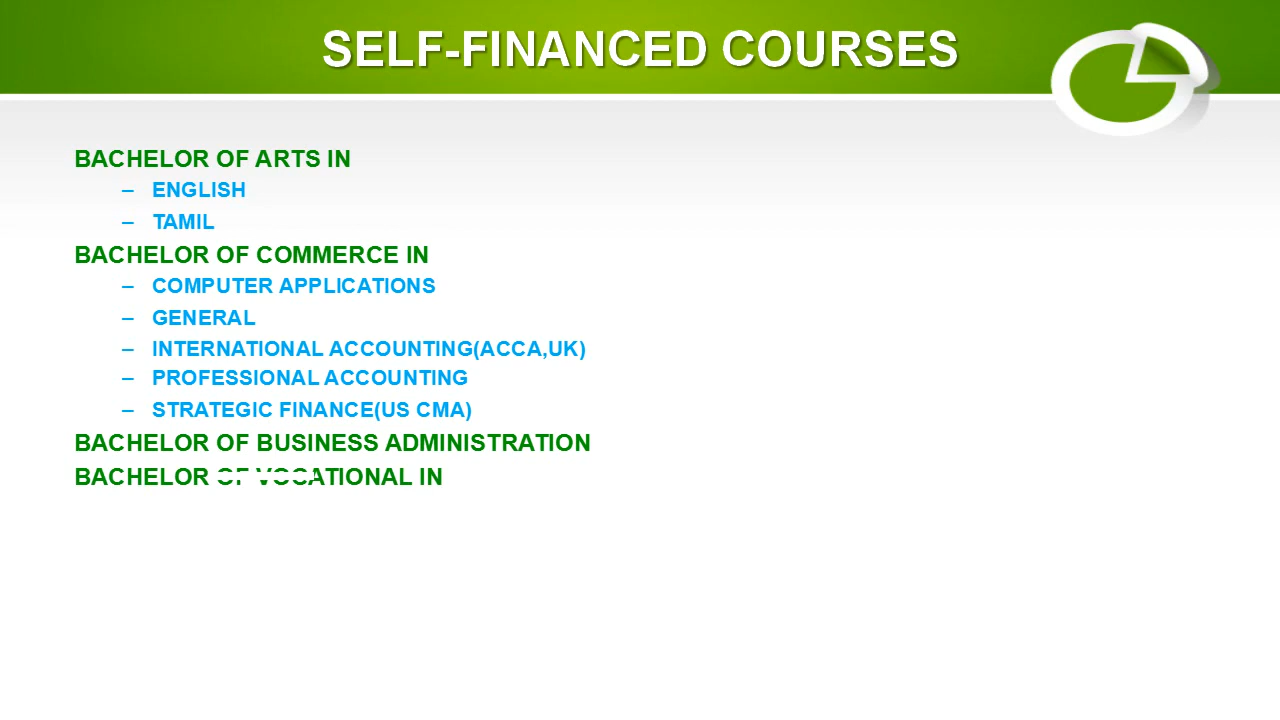 SELF-FINANCED COURSES
BACHELOR OF ARTS IN
– ENGLISH
– TAMIL
BACHELOR OF COMMERCE IN
– COMPUTER APPLICATIONS
– GENERAL
– INTERNATIONAL ACCOUNTING(ACCA,UK)
– PROFESSIONAL ACCOUNTING
– STRATEGIC FINANCE(US CMA)
BACHELOR OF BUSINESS ADMINISTRATION
BACHELOR OF VOCATIONAL IN